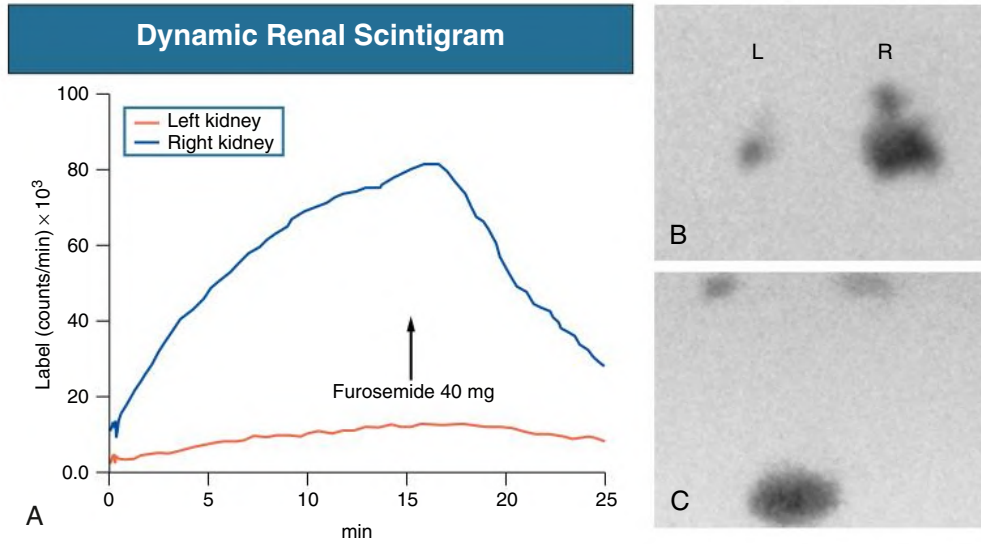 Dynamic Renal Scintigram
100
80
60
40
20
0.0
Label (counts/min) × 10³
Left kidney
Right kidney
Furosemide 40 mg
0
5
10
15
20
25
min
A
L
R
B
C